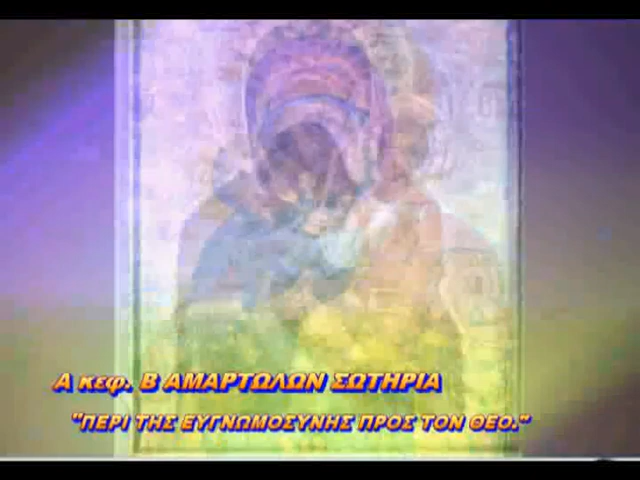 Α κεφ. Β ΑΜΑΡΤΩΛΩΝ ΣΩΤΗΡΙΑ
"ΠΕΡΙ ΤΗΣ ΕΥΓΝΩΜΟΣΥΝΗΣ ΠΡΟΣ ΤΟΝ ΘΕΟ."